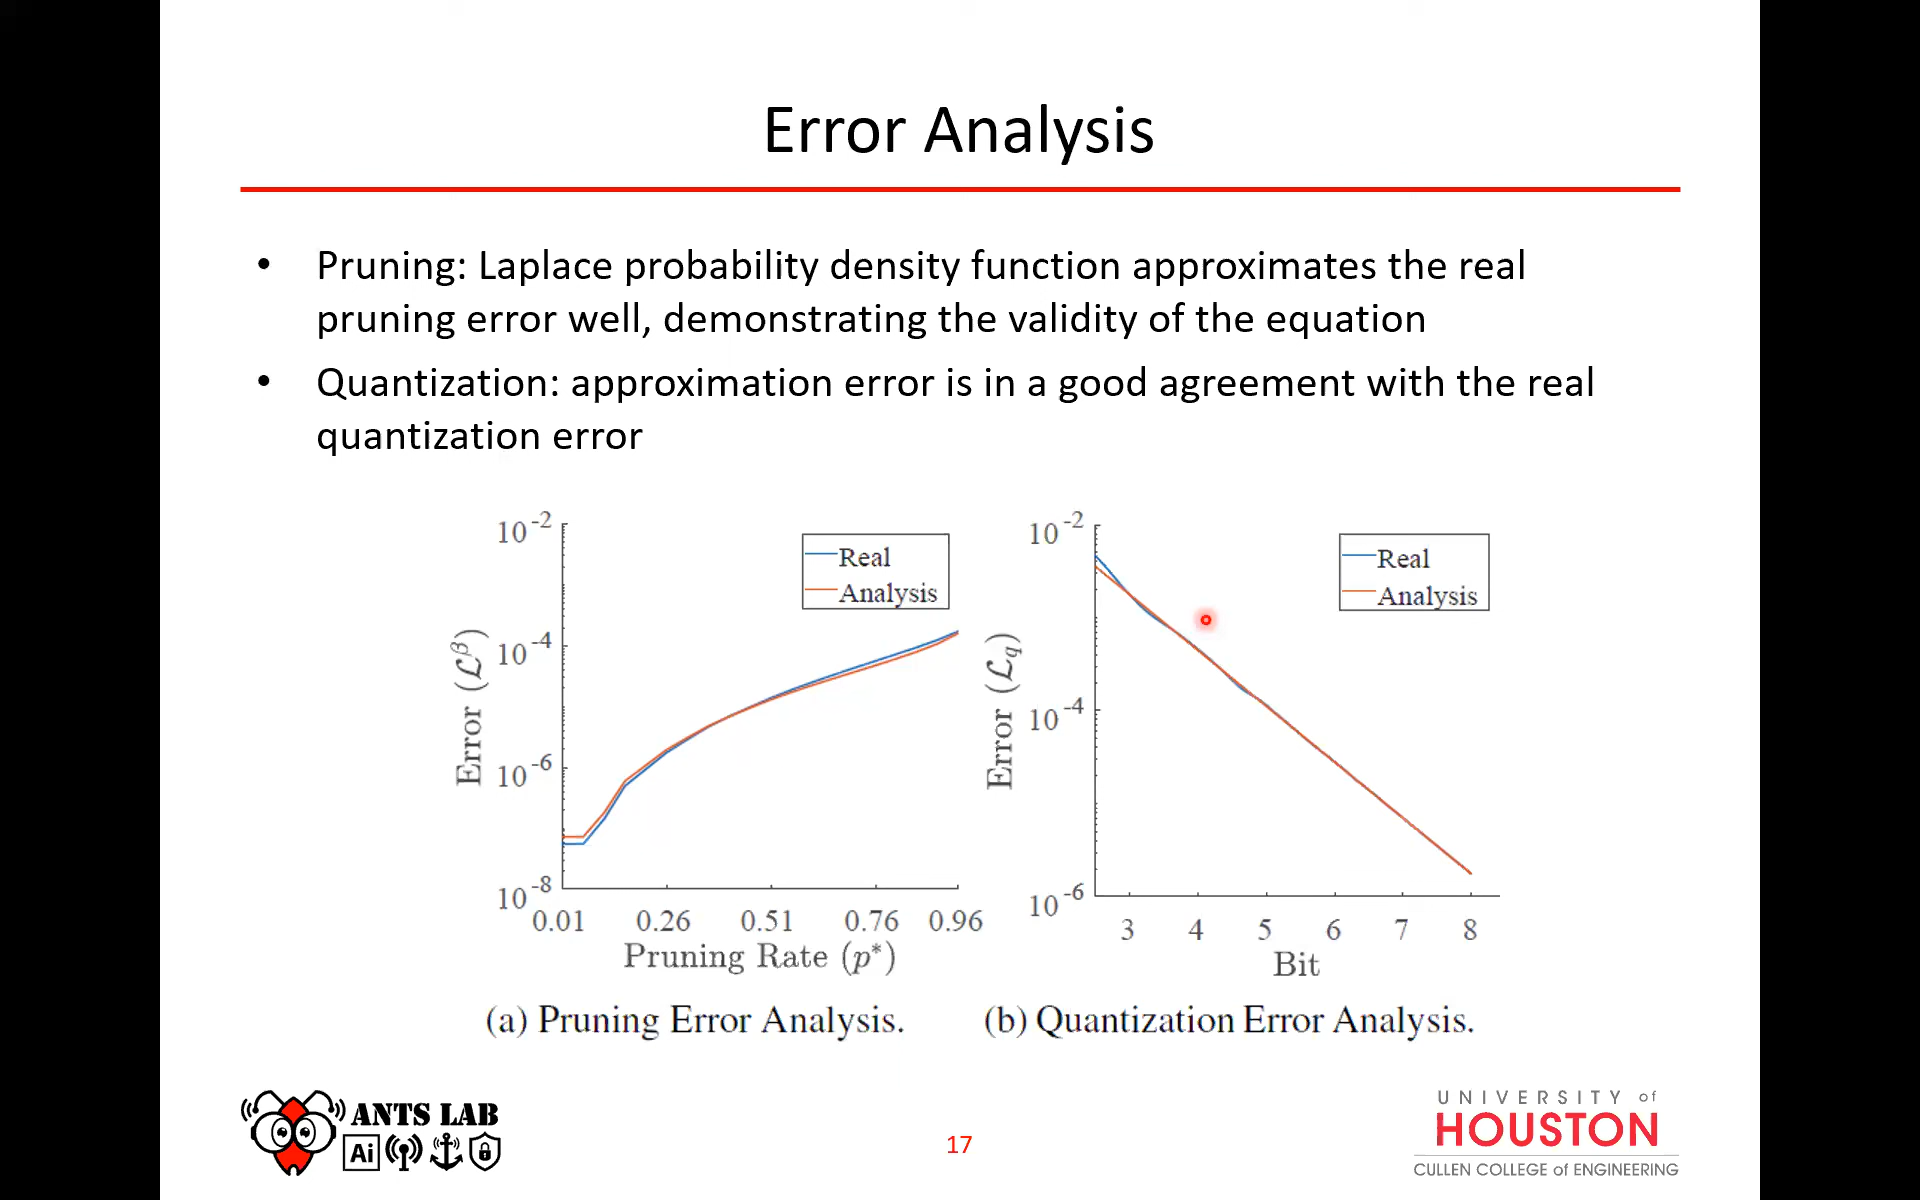 Error Analysis
• Pruning: Laplace probability density function approximates the real
pruning error well, demonstrating the validity of the equation
• Quantization: approximation error is in a good agreement with the real
quantization error
10^-2
10^-4
10^-6
10^-8
Error (ℒ^β)
Real
Analysis
0.01 0.26 0.51 0.76 0.96
Pruning Rate (p*)
(a) Pruning Error Analysis.
10^-2
10^-4
10^-6
Error (ℒ_q)
Real
Analysis
3 4 5 6 7 8
Bit
(b) Quantization Error Analysis.
ANTS LAB
Ai
17
UNIVERSITY of
HOUSTON
CULLEN COLLEGE of ENGINEERING